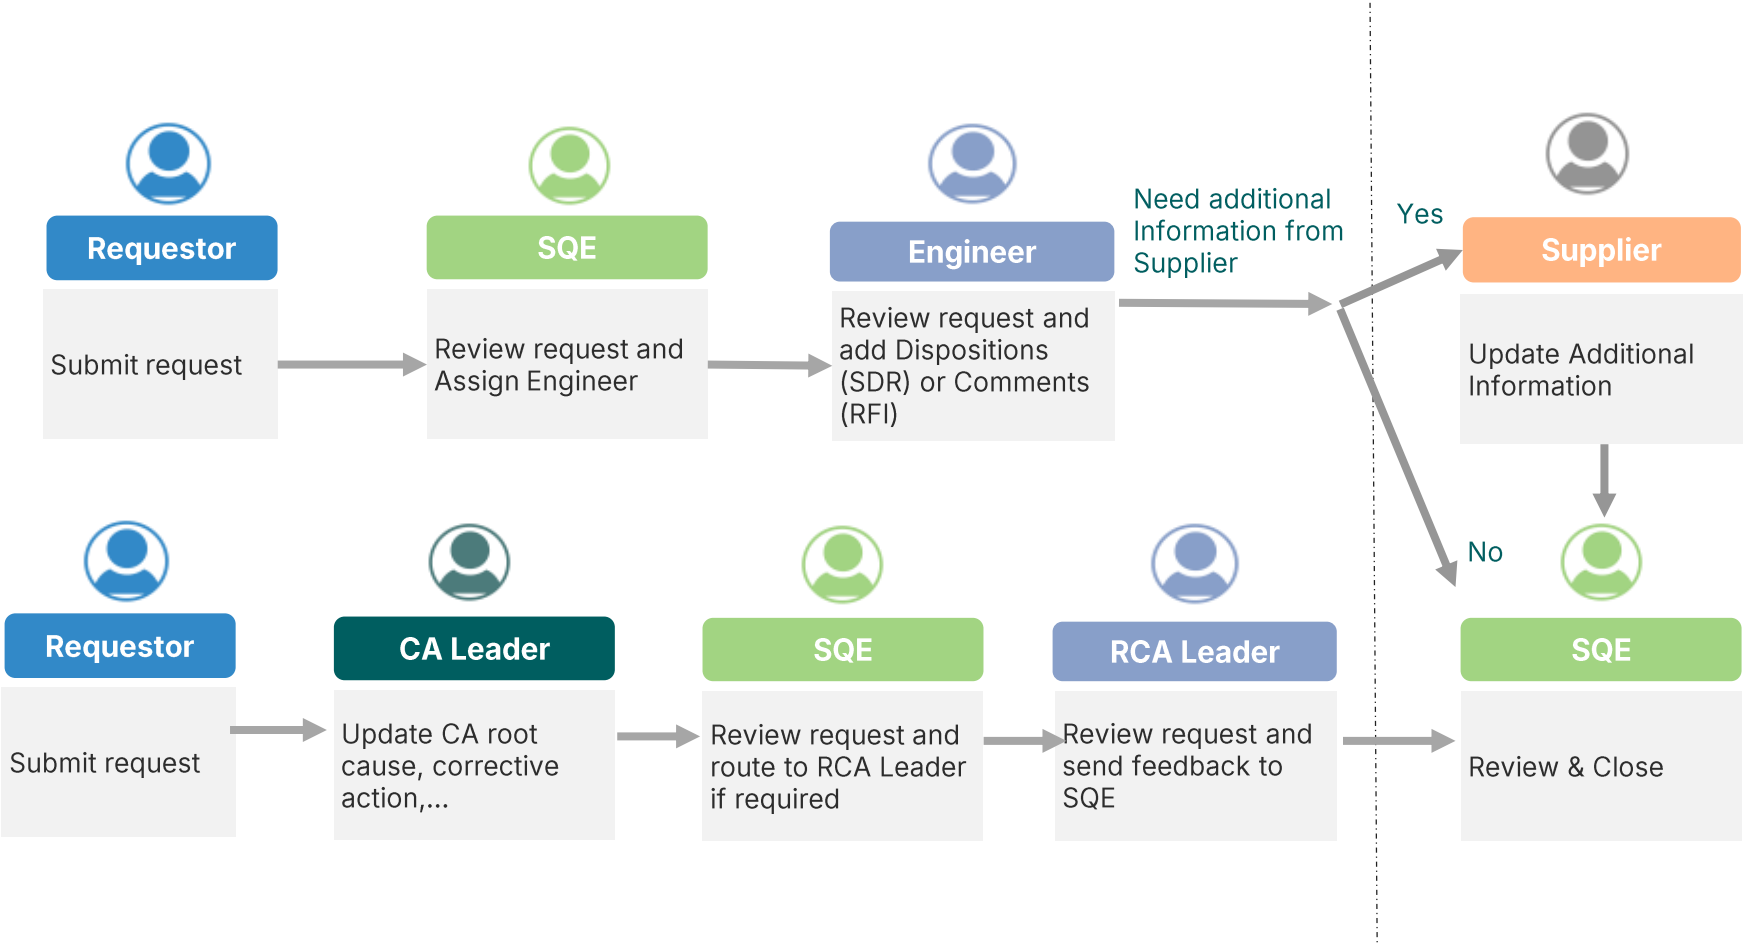 Requestor
Submit request
SQE
Review request and
Assign Engineer
Engineer
Review request and
add Dispositions
(SDR) or Comments
(RFI)
Need additional
Information from
Supplier
Yes
Supplier
Update Additional
Information
No
Requestor
Submit request
CA Leader
Update CA root
cause, corrective
action,...
SQE
Review request and
route to RCA Leader
if required
RCA Leader
Review request and
send feedback to
SQE
SQE
Review & Close